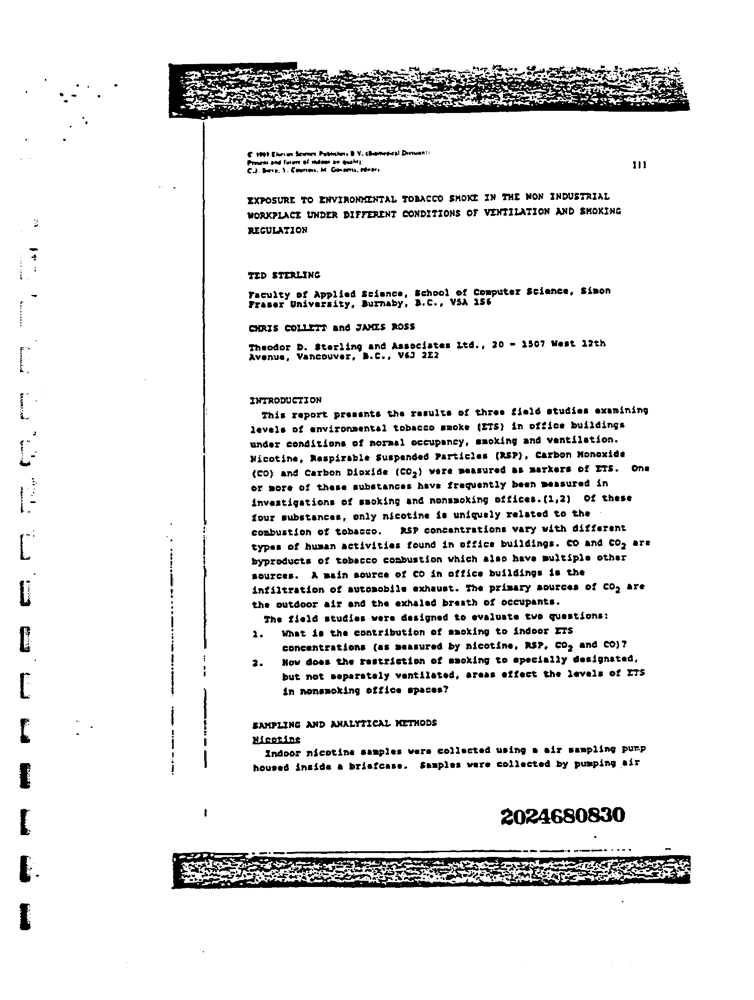 Present and future of indoor air quality
111
EXPOSURE TO ENVIRONMENTAL TOBACCO SMOKE IN THE NON INDUSTRIAL
WORKPLACE UNDER DIFFERENT CONDITIONS OF VENTILATION AND SMOKING
REGULATION
TED STERLING
Faculty of Applied Science, School of Computer Science, Simon
Fraser University, Burnaby, B.C., V5A 1S6
CHRIS COLLETT and JAMES ROSS
Theodor D. Sterling and Associates Ltd., 20 - 1507 West 12th
Avenue, Vancouver, B.C., V6J 2E2
INTRODUCTION
This report presents the results of three field studies examining
levels of environmental tobacco smoke (ETS) in office buildings
under conditions of normal occupancy, smoking and ventilation.
Nicotine, Respirable Suspended Particles (RSP), Carbon Monoxide
(CO) and Carbon Dioxide (CO2) were measured as markers of ETS. One
or more of these substances have frequently been measured in
investigations of smoking and nonsmoking offices.(1,2) Of these
four substances, only nicotine is uniquely related to the
combustion of tobacco. RSP concentrations vary with different
types of human activities found in office buildings. CO and CO2 are
byproducts of tobacco combustion which also have multiple other
sources. A main source of CO in office buildings is the
infiltration of automobile exhaust. The primary sources of CO2 are
the outdoor air and the exhaled breath of occupants.
The field studies were designed to evaluate two questions:
1. What is the contribution of smoking to indoor ETS
concentrations (as measured by nicotine, RSP, CO2 and CO)?
2. How does the restriction of smoking to specially designated,
but not separately ventilated, areas effect the levels of ETS
in nonsmoking office spaces?
SAMPLING AND ANALYTICAL METHODS
Nicotine
Indoor nicotine samples were collected using a air sampling pump
housed inside a briefcase. Samples were collected by pumping air
2024680830